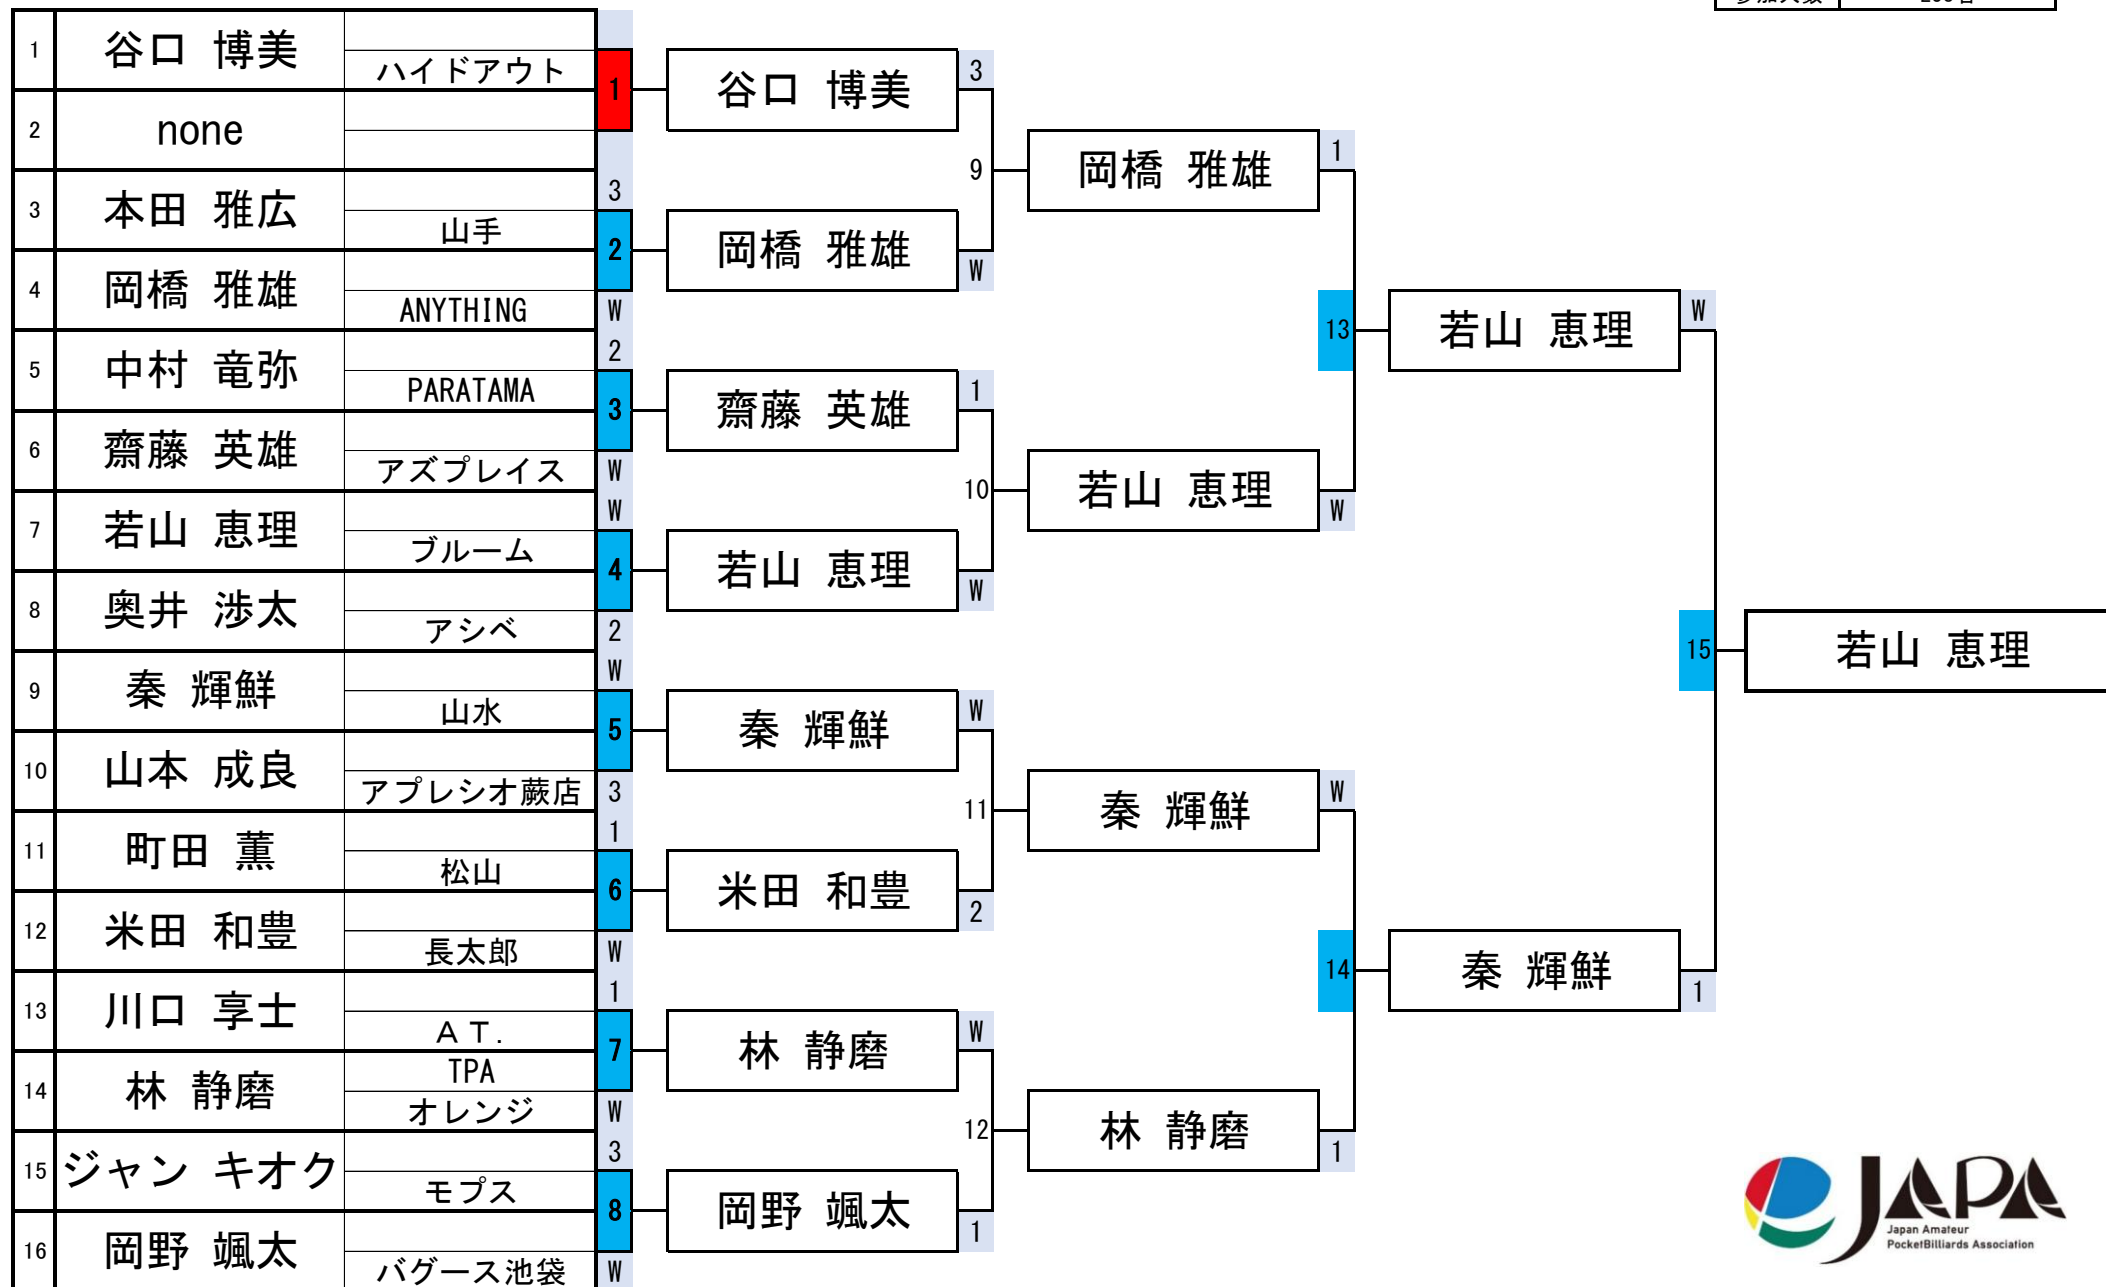 1 谷口 博美 ハイドアウト
2 none
3 本田 雅広 山手 3
4 岡橋 雅雄 ANYTHING W
5 中村 竜弥 PARATAMA 2
6 齋藤 英雄 アズプレイス W
7 若山 恵理 ブルーム W
8 奥井 渉太 アシベ 2
9 秦 輝鮮 山水 W
10 山本 成良 アプレシオ蕨店 3
11 町田 薫 松山 1
12 米田 和豊 長太郎 W
13 川口 享士 ＡＴ. 1
14 林 静磨 TPA オレンジ W
15 ジャン キオク モプス 3
16 岡野 颯太 バグース池袋 W
1 谷口 博美 3
2 岡橋 雅雄 W
3 齋藤 英雄 1
4 若山 恵理 W
5 秦 輝鮮 W
6 米田 和豊 2
7 林 静磨 W
8 岡野 颯太 1
9 岡橋 雅雄 1
10 若山 恵理 W
11 秦 輝鮮 W
12 林 静磨 1
13 若山 恵理 W
14 秦 輝鮮 1
15 若山 恵理
JAPA
Japan Amateur
PocketBilliards Association